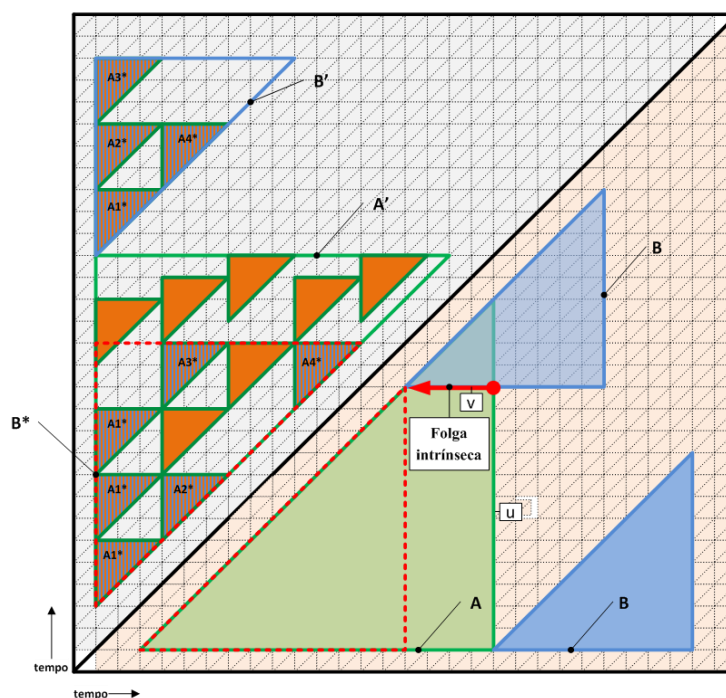 A3*
B’
A2*
A4*
A1*
A’
B
A3*
A4*
B*
A1*
V
Folga
intrínseca
A1*
A2*
u
A1*
A
B
tempo
tempo